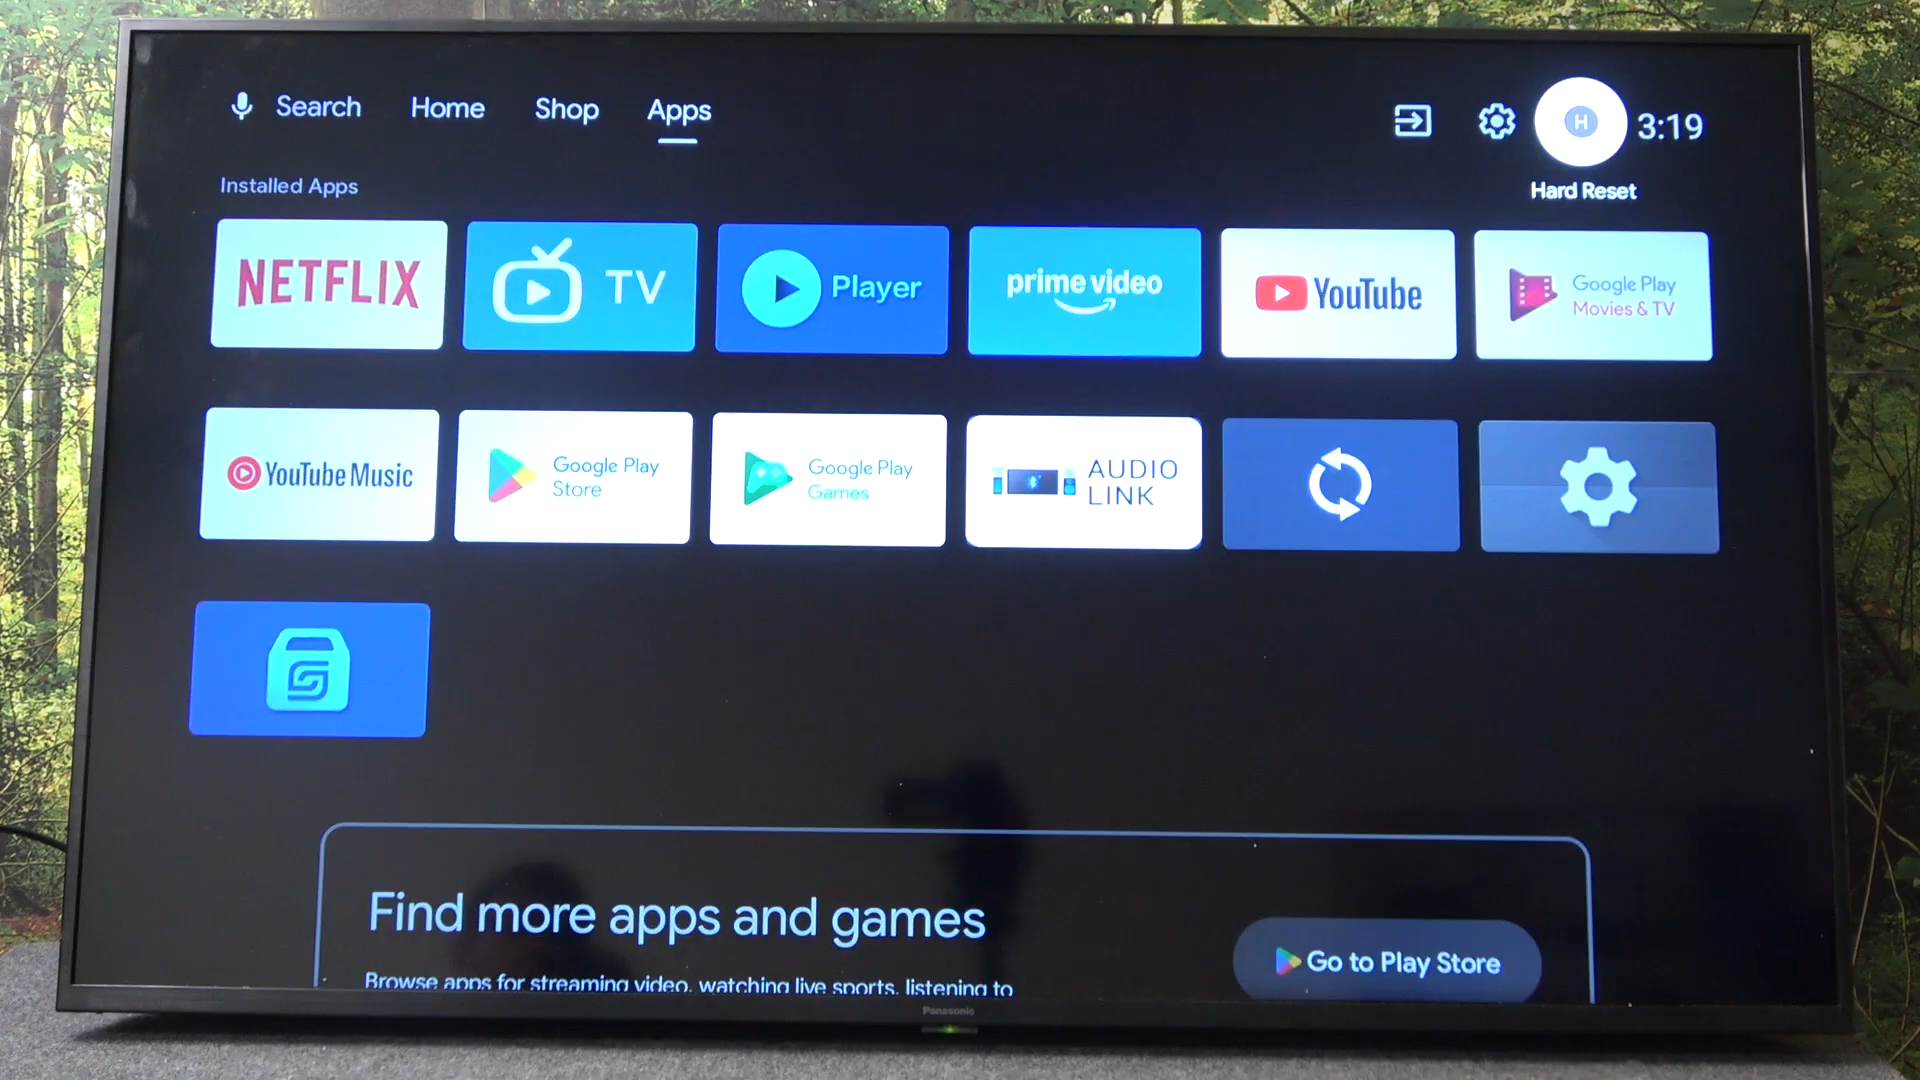 Search Home Shop Apps
H 3:19
Hard Reset
Installed Apps
NETFLIX
TV
Player
prime video
YouTube
Google Play
Movies & TV
YouTube Music
Google Play
Store
Google Play
Games
AUDIO
LINK
Find more apps and games
Go to Play Store
Browse apps for streaming video, watching live sports, listening to
Panasonic